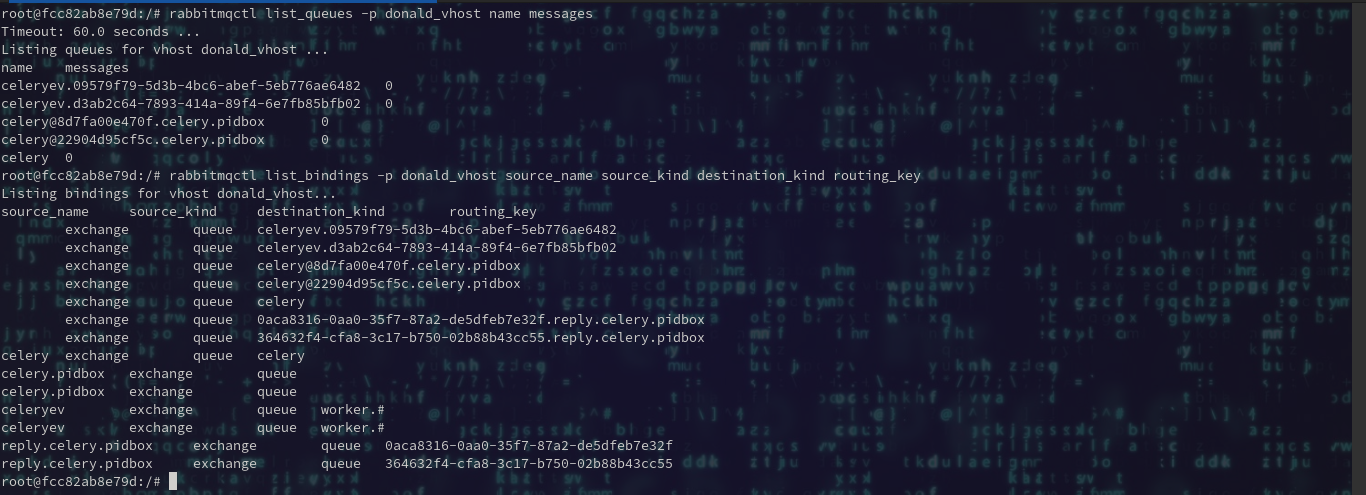 root@fcc82ab8e79d:/# rabbitmqctl list_queues -p donald_vhost name messages
Timeout: 60.0 seconds ...
Listing queues for vhost donald_vhost ...
name messages
celeryev.09579f79-5d3b-4bc6-abef-5eb776ae6482 0
celeryev.d3ab2c64-7893-414a-89f4-6e7fb85bfb02 0
celery@8d7fa00e470f.celery.pidbox 0
celery@22904d95cf5c.celery.pidbox 0
celery 0
root@fcc82ab8e79d:/# rabbitmqctl list_bindings -p donald_vhost source_name source_kind destination_kind routing_key
Listing bindings for vhost donald_vhost...
source_name source_kind destination_kind routing_key
exchange queue celeryev.09579f79-5d3b-4bc6-abef-5eb776ae6482
exchange queue celeryev.d3ab2c64-7893-414a-89f4-6e7fb85bfb02
exchange queue celery@8d7fa00e470f.celery.pidbox
exchange queue celery@22904d95cf5c.celery.pidbox
exchange queue celery
exchange queue 0aca8316-0aa0-35f7-87a2-de5dfeb7e32f.reply.celery.pidbox
exchange queue 364632f4-cfa8-3c17-b750-02b88b43cc55.reply.celery.pidbox
celery exchange queue celery
celery.pidbox exchange queue
celery.pidbox exchange queue
celeryev exchange queue worker.#
celeryev exchange queue worker.#
reply.celery.pidbox exchange queue 0aca8316-0aa0-35f7-87a2-de5dfeb7e32f
reply.celery.pidbox exchange queue 364632f4-cfa8-3c17-b750-02b88b43cc55
root@fcc82ab8e79d:/#